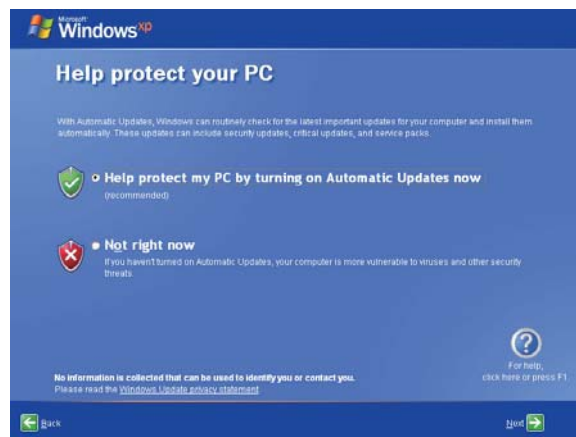 Microsoft
Windows xp
Help protect your PC
With Automatic Updates, Windows can routinely check for the latest important updates for your computer and install them
automatically. These updates can include security updates, critical updates, and service packs.
Help protect my PC by turning on Automatic Updates now
(recommended)
Not right now
If you haven't turned on Automatic Updates, your computer is more vulnerable to viruses and other security
threats.
For help,
click here or press F1.
No information is collected that can be used to identify you or contact you.
Please read the Windows Update privacy statement
Back
Next